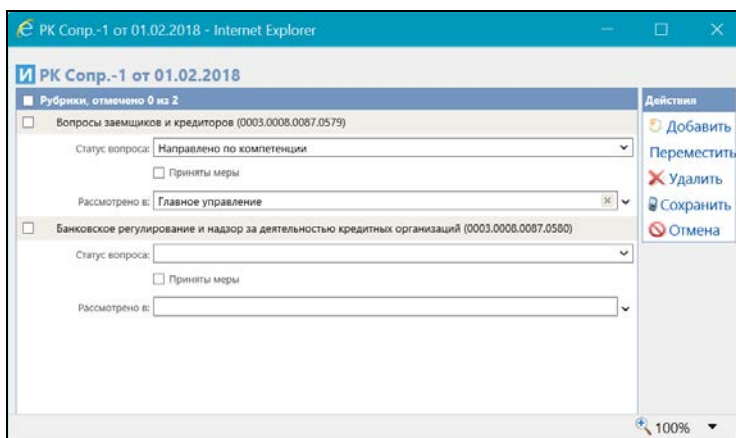 РК Сопр.-1 от 01.02.2018 - Internet Explorer
И РК Сопр.-1 от 01.02.2018
Рубрики, отмечено 0 из 2
Действия
Вопросы заемщиков и кредиторов (0003.0008.0087.0579)
Добавить
Статус вопроса: Направлено по компетенции
Переместить
Приняты меры
Удалить
Рассмотрено в: Главное управление
Сохранить
Банковское регулирование и надзор за деятельностью кредитных организаций (0003.0008.0087.0580)
Отмена
Статус вопроса:
Приняты меры
Рассмотрено в:
100%